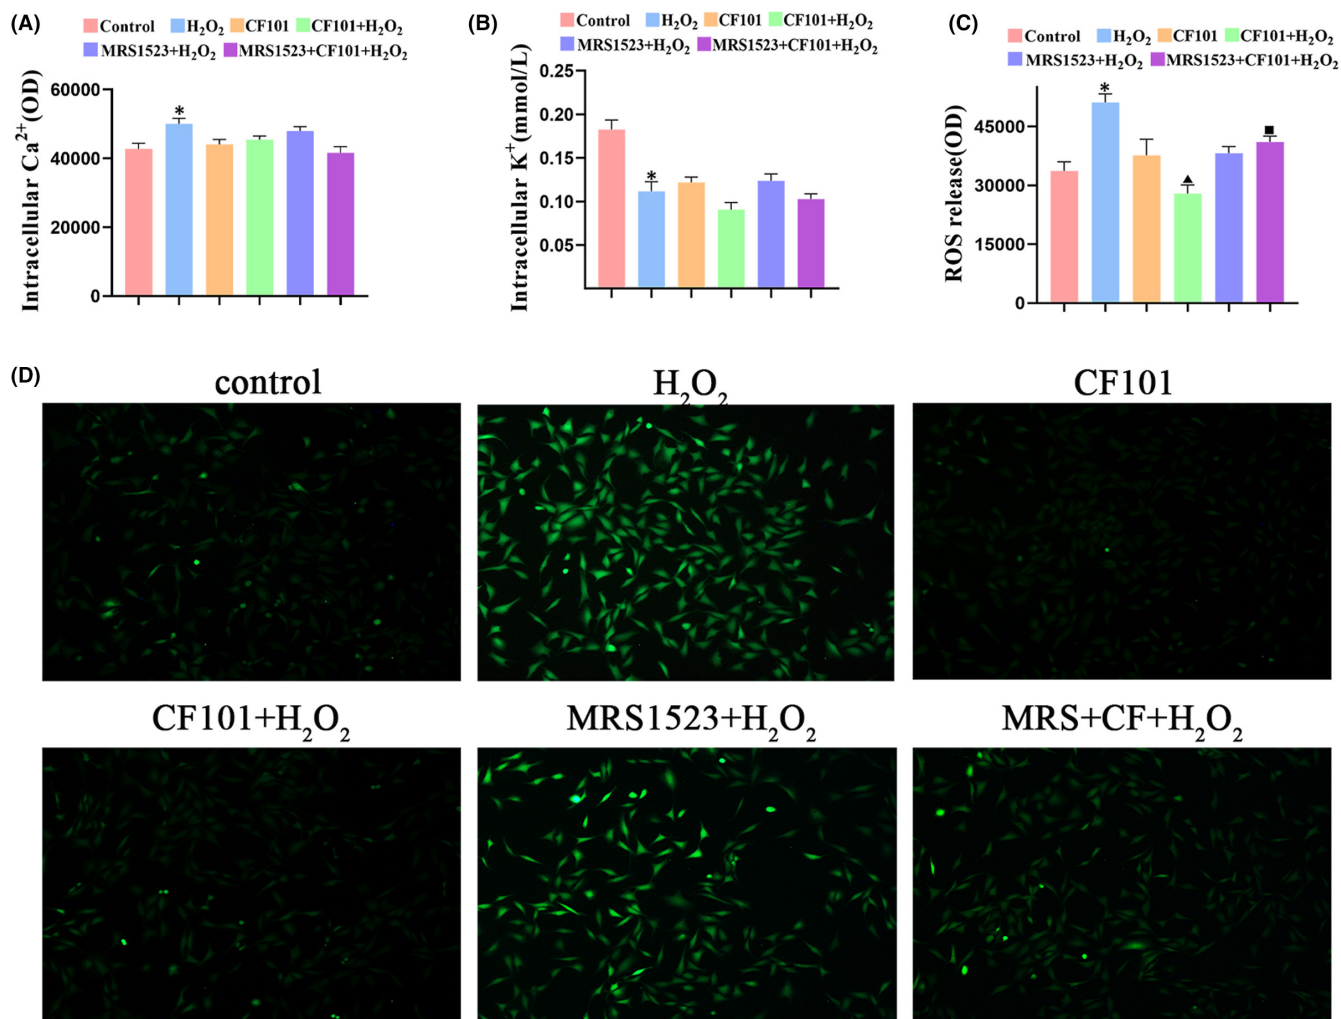 (A)
Control H₂O₂ CF101 CF101+H₂O₂
MRS1523+H₂O₂ MRS1523+CF101+H₂O₂
Intracellular Ca²⁺(OD)
60000
40000
20000
0
*
(B)
Control H₂O₂ CF101 CF101+H₂O₂
MRS1523+H₂O₂ MRS1523+CF101+H₂O₂
Intracellular K⁺(mmol/L)
0.25
0.20
0.15
0.10
0.05
*
(C)
Control H₂O₂ CF101 CF101+H₂O₂
MRS1523+H₂O₂ MRS1523+CF101+H₂O₂
ROS release(OD)
45000
30000
15000
0
*
▲
■
(D)
control H₂O₂ CF101
CF101+H₂O₂ MRS1523+H₂O₂ MRS+CF+H₂O₂